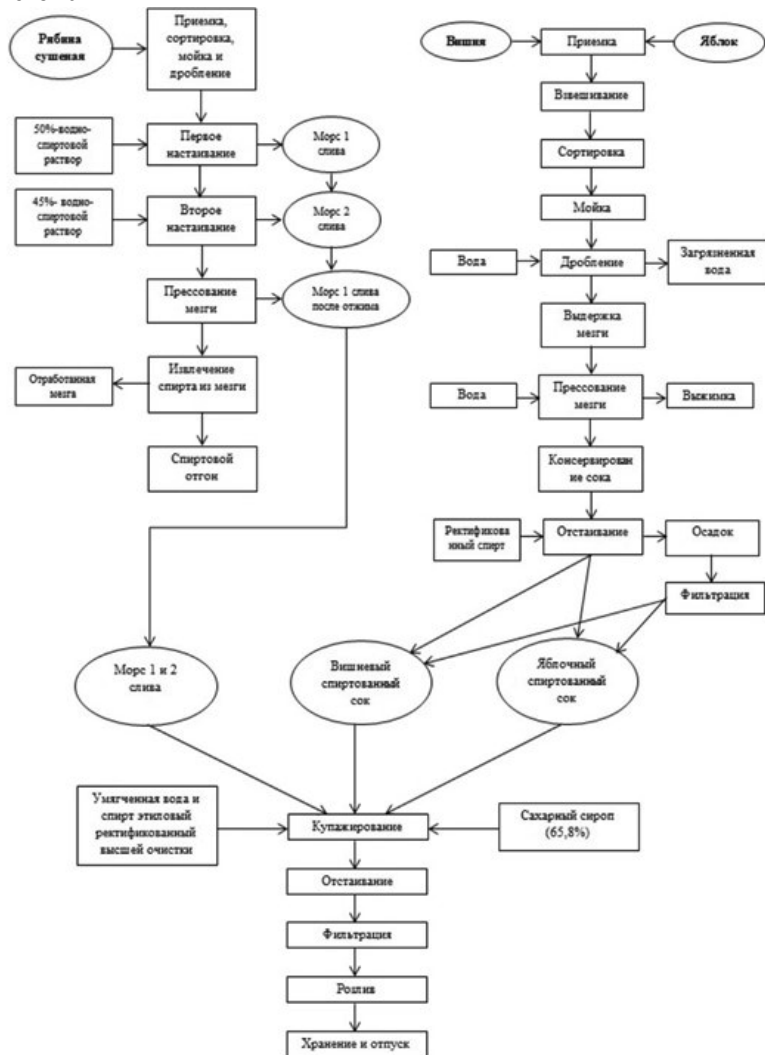 Рябина
сушеная
Приемка,
сортировка,
мойка и
дробление
50%-водно-
спиртовой
раствор
Первое
настаивание
Морс 1
слива
45%- водно-
спиртовой
раствор
Второе
настаивание
Морс 2
слива
Прессование
мезги
Морс 1 слива
после отжима
Отработанная
мезга
Извлечение
спирта из мезги
Спиртовой
отгон
Вишня
Приемка
Яблок
Взвешивание
Сортировка
Мойка
Вода
Дробление
Загрязненная
вода
Выдержка
мезги
Вода
Прессование
мезги
Выжимка
Консервирован
ие сока
Ректификова
нный спирт
Отстаивание
Осадок
Фильтрация
Морс 1 и 2
слива
Вишневый
спиртованный
сок
Яблочный
спиртованный
сок
Умягченная вода и
спирт этиловый
ректификованный
высшей очистки
Купажирование
Сахарный сироп
(65,8%)
Отстаивание
Фильтрация
Розлив
Хранение и отпуск